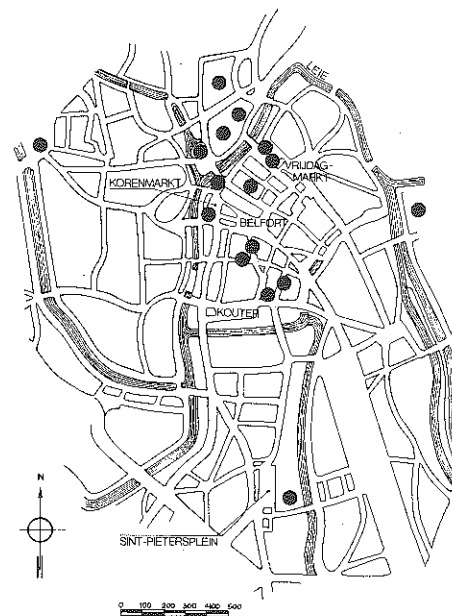 LEIE
VRIJDAG-
MARKT
KORENMARKT
BELFORT
KOUTER
N
SINT-PIETERSPLEIN
0 100 200 300 400 500